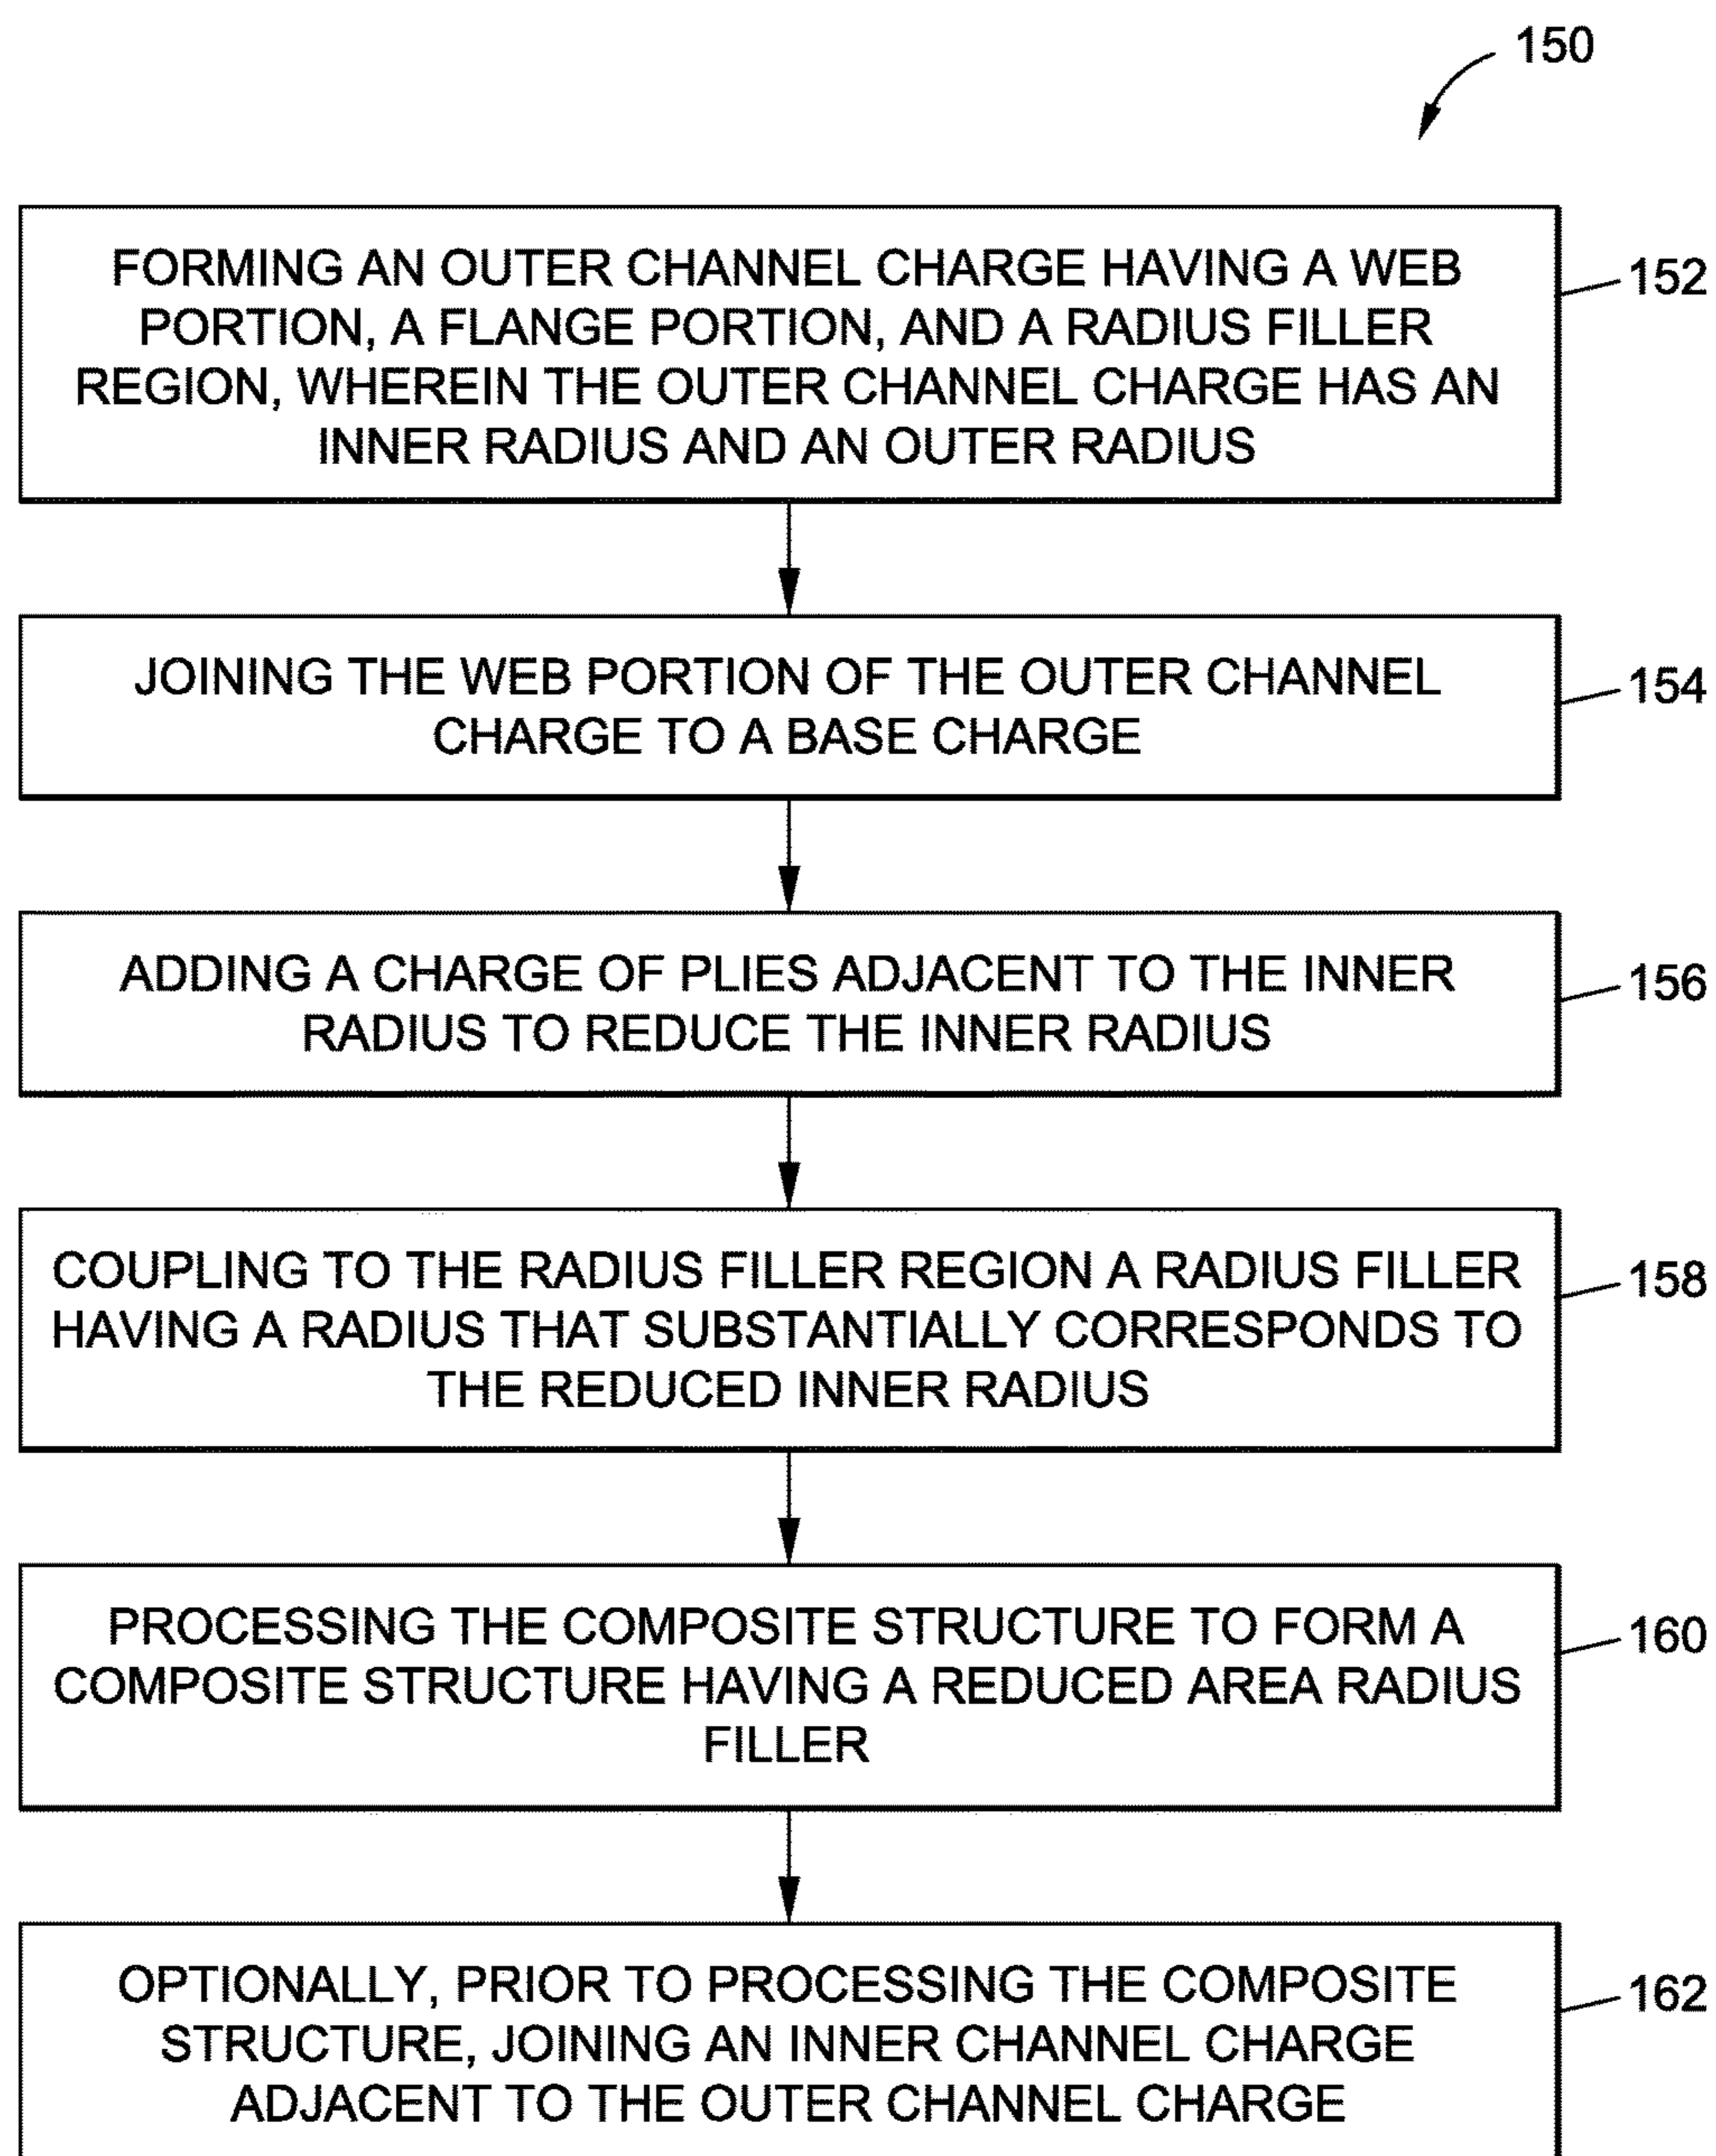 150
FORMING AN OUTER CHANNEL CHARGE HAVING A WEB
PORTION, A FLANGE PORTION, AND A RADIUS FILLER
REGION, WHEREIN THE OUTER CHANNEL CHARGE HAS AN
INNER RADIUS AND AN OUTER RADIUS
152
JOINING THE WEB PORTION OF THE OUTER CHANNEL
CHARGE TO A BASE CHARGE
154
ADDING A CHARGE OF PLIES ADJACENT TO THE INNER
RADIUS TO REDUCE THE INNER RADIUS
156
COUPLING TO THE RADIUS FILLER REGION A RADIUS FILLER
HAVING A RADIUS THAT SUBSTANTIALLY CORRESPONDS TO
THE REDUCED INNER RADIUS
158
PROCESSING THE COMPOSITE STRUCTURE TO FORM A
COMPOSITE STRUCTURE HAVING A REDUCED AREA RADIUS
FILLER
160
OPTIONALLY, PRIOR TO PROCESSING THE COMPOSITE
STRUCTURE, JOINING AN INNER CHANNEL CHARGE
ADJACENT TO THE OUTER CHANNEL CHARGE
162